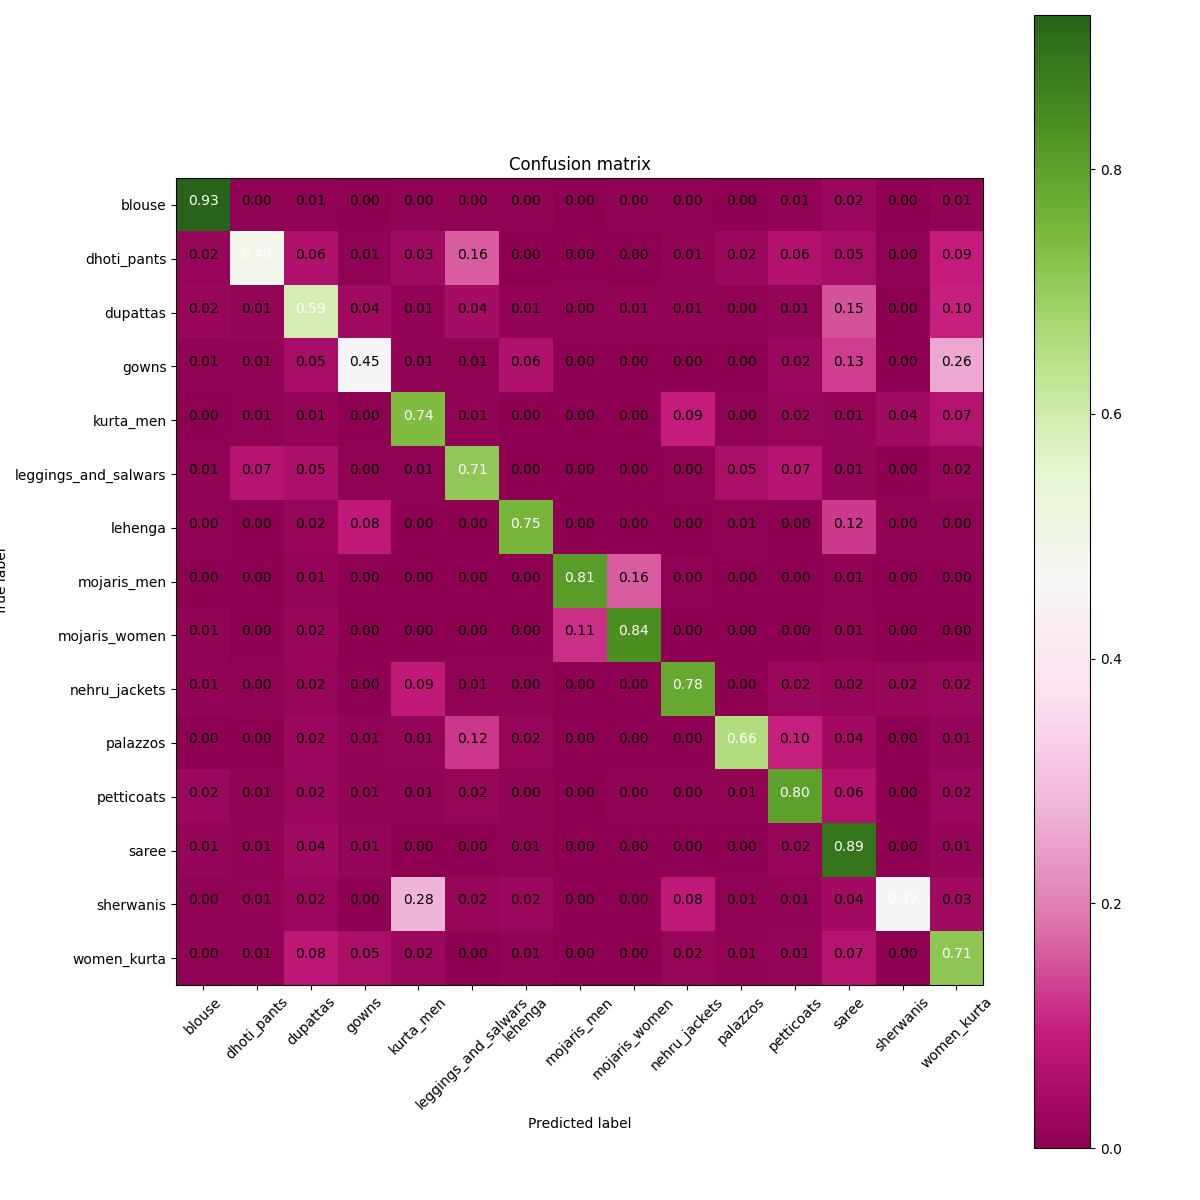 Confusion matrix
blouse 0.93 0.00 0.01 0.00 0.00 0.00 0.00 0.00 0.00 0.00 0.00 0.01 0.02 0.00 0.01
dhoti_pants 0.02 0.49 0.06 0.01 0.03 0.16 0.00 0.00 0.00 0.01 0.02 0.06 0.05 0.00 0.09
dupattas 0.02 0.01 0.59 0.04 0.01 0.04 0.01 0.00 0.01 0.01 0.00 0.01 0.15 0.00 0.10
gowns 0.01 0.01 0.05 0.45 0.01 0.01 0.06 0.00 0.00 0.00 0.00 0.02 0.13 0.00 0.26
kurta_men 0.00 0.01 0.01 0.00 0.74 0.01 0.00 0.00 0.00 0.09 0.00 0.02 0.01 0.04 0.07
leggings_and_salwars 0.01 0.07 0.05 0.00 0.01 0.71 0.00 0.00 0.00 0.00 0.05 0.07 0.01 0.00 0.02
lehenga 0.00 0.00 0.02 0.08 0.00 0.00 0.75 0.00 0.00 0.00 0.01 0.00 0.12 0.00 0.00
mojaris_men 0.00 0.00 0.01 0.00 0.00 0.00 0.00 0.81 0.16 0.00 0.00 0.00 0.01 0.00 0.00
mojaris_women 0.01 0.00 0.02 0.00 0.00 0.00 0.00 0.11 0.84 0.00 0.00 0.00 0.01 0.00 0.00
nehru_jackets 0.01 0.00 0.02 0.00 0.09 0.01 0.00 0.00 0.00 0.78 0.00 0.02 0.02 0.02 0.02
palazzos 0.00 0.00 0.02 0.01 0.01 0.12 0.02 0.00 0.00 0.00 0.66 0.10 0.04 0.00 0.01
petticoats 0.02 0.01 0.02 0.01 0.01 0.02 0.00 0.00 0.00 0.00 0.01 0.80 0.06 0.00 0.02
saree 0.01 0.01 0.04 0.01 0.00 0.00 0.01 0.00 0.00 0.00 0.00 0.02 0.89 0.00 0.01
sherwanis 0.00 0.01 0.02 0.00 0.28 0.02 0.02 0.00 0.00 0.08 0.01 0.01 0.04 0.47 0.03
women_kurta 0.00 0.01 0.08 0.05 0.02 0.00 0.01 0.00 0.00 0.02 0.01 0.01 0.07 0.00 0.71
blouse dhoti_pants dupattas gowns kurta_men leggings_and_salwars lehenga mojaris_men mojaris_women nehru_jackets palazzos petticoats saree sherwanis women_kurta
Predicted label
0.8
0.6
0.4
0.2
0.0